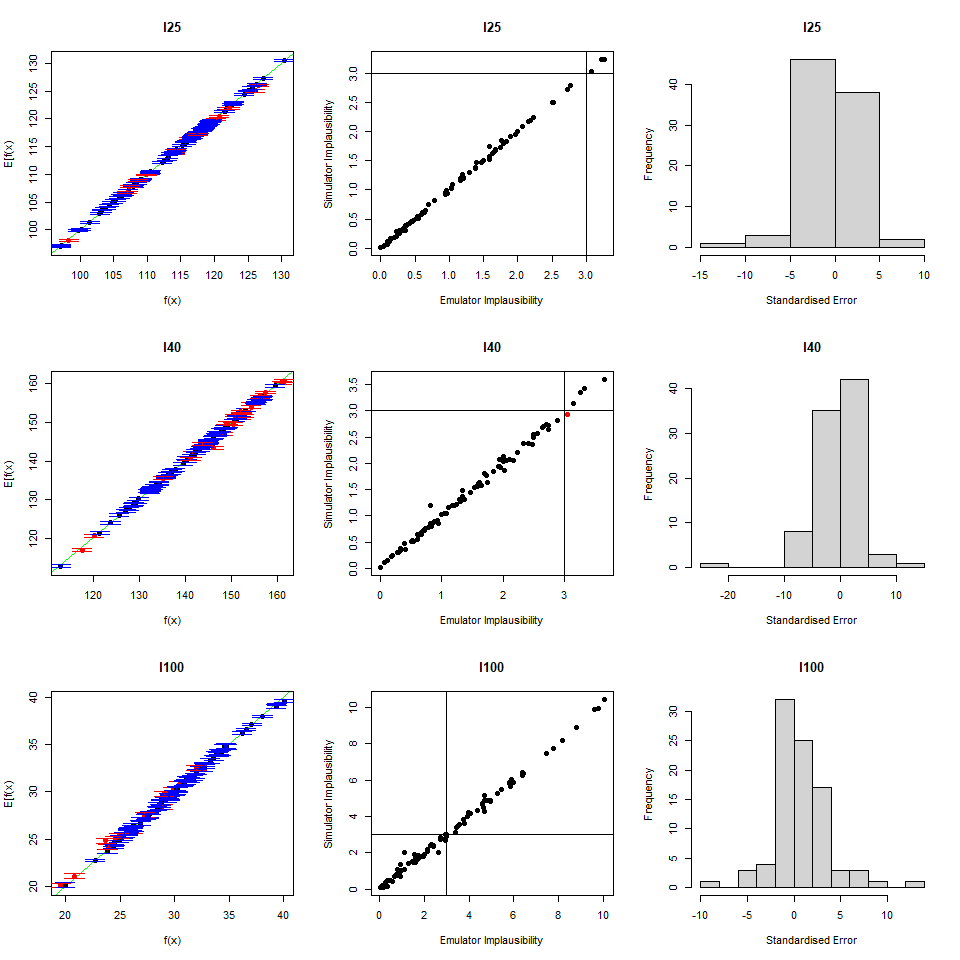 I25
I25
I25
E[f(x)]
100 105 110 115 120 125 130
100 105 110 115 120 125 130
f(x)
Simulator Implausibility
0.0 0.5 1.0 1.5 2.0 2.5 3.0
0.0 0.5 1.0 1.5 2.0 2.5 3.0
Emulator Implausibility
Frequency
0 10 20 30 40
-15 -10 -5 0 5 10
Standardised Error
I40
I40
I40
E[f(x)]
120 130 140 150 160
120 130 140 150 160
f(x)
Simulator Implausibility
0.0 0.5 1.0 1.5 2.0 2.5 3.0 3.5
0 1 2 3
Emulator Implausibility
Frequency
0 10 20 30 40
-20 -10 0 10
Standardised Error
I100
I100
I100
E[f(x)]
20 25 30 35 40
20 25 30 35 40
f(x)
Simulator Implausibility
0 2 4 6 8 10
0 2 4 6 8 10
Emulator Implausibility
Frequency
0 5 10 15 20 25 30
-10 -5 0 5 10
Standardised Error